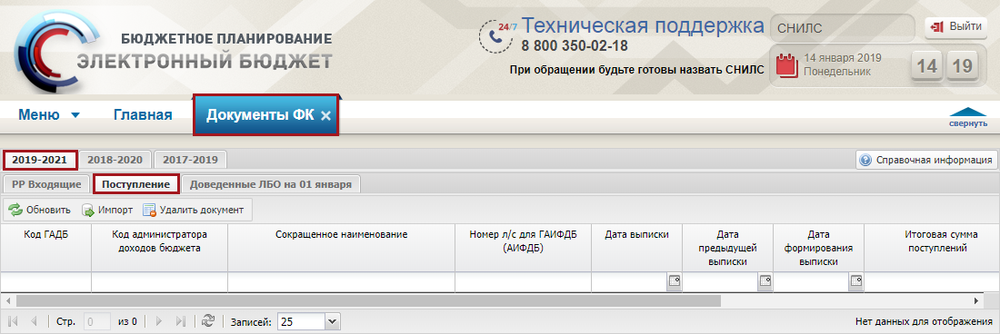 БЮДЖЕТНОЕ ПЛАНИРОВАНИЕ
ЭЛЕКТРОННЫЙ БЮДЖЕТ
24/7 Техническая поддержка
8 800 350-02-18
При обращении будьте готовы назвать СНИЛС
СНИЛС
Выйти
14 января 2019
Понедельник
14 19
Меню Главная Документы ФК
свернуть
2019-2021 2018-2020 2017-2019
Справочная информация
РР Входящие Поступление Доведенные ЛБО на 01 января
Обновить Импорт Удалить документ
Код ГАДБ
Код администратора
доходов бюджета
Сокращенное наименование
Номер л/с для ГАИФДБ
(АИФДБ)
Дата выписки
Дата
предыдущей
выписки
Дата
формирования
выписки
Итоговая сумма
поступлений
Стр. 0 из 0 Записей: 25 Нет данных для отображения